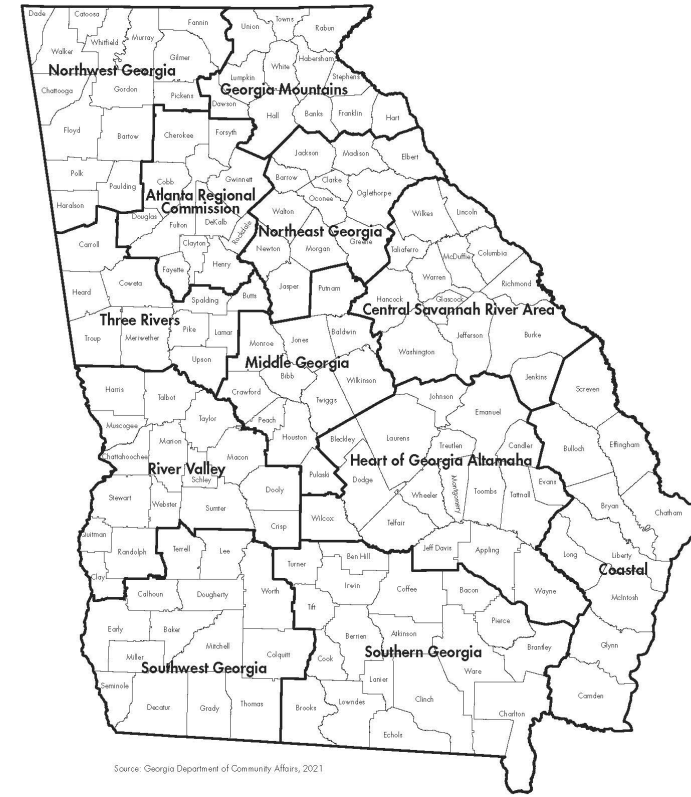 Dade
Catoosa
Fannin
Union
Towns
Rabun
Walker
Whitfield
Murray
Gilmer
Lumpkin
White
Habersham
Stephens
Northwest Georgia
Georgia Mountains
Chattooga
Gordon
Pickens
Dawson
Hall
Banks
Franklin
Hart
Floyd
Bartow
Cherokee
Forsyth
Jackson
Madison
Elbert
Polk
Paulding
Haralson
Cobb
Gwinnett
Barrow
Clarke
Oconee
Oglethorpe
Atlanta Regional
Commission
Douglas
Fulton
DeKalb
Rockdale
Walton
Northeast Georgia
Wilkes
Lincoln
Carroll
Clayton
Fayette
Henry
Newton
Morgan
Greene
Taliaferro
McDuffie
Columbia
Heard
Coweta
Spalding
Butts
Jasper
Putnam
Hancock
Warren
Glascock
Richmond
Central Savannah River Area
Three Rivers
Troup
Meriwether
Pike
Lamar
Upson
Monroe
Jones
Baldwin
Washington
Jefferson
Burke
Middle Georgia
Bibb
Crawford
Twiggs
Wilkinson
Jenkins
Screven
Harris
Talbot
Taylor
Peach
Houston
Bleckley
Laurens
Johnson
Emanuel
Treutlen
Candler
Bulloch
Effingham
Muscogee
Chattahoochee
Marion
Macon
River Valley
Schley
Heart of Georgia Altamaha
Pulaski
Dodge
Wheeler
Montgomery
Toombs
Tattnall
Evans
Stewart
Webster
Sumter
Dooly
Crisp
Wilcox
Telfair
Bryan
Chatham
Quitman
Randolph
Terrell
Lee
Turner
Ben Hill
Jeff Davis
Appling
Long
Liberty
Coastal
Clay
Calhoun
Dougherty
Worth
Tift
Irwin
Coffee
Bacon
Wayne
McIntosh
Early
Baker
Mitchell
Colquitt
Berrien
Atkinson
Pierce
Brantley
Glynn
Miller
Southwest Georgia
Cook
Southern Georgia
Lanier
Ware
Seminole
Decatur
Grady
Thomas
Brooks
Lowndes
Clinch
Charlton
Camden
Echols
Source: Georgia Department of Community Affairs, 2021